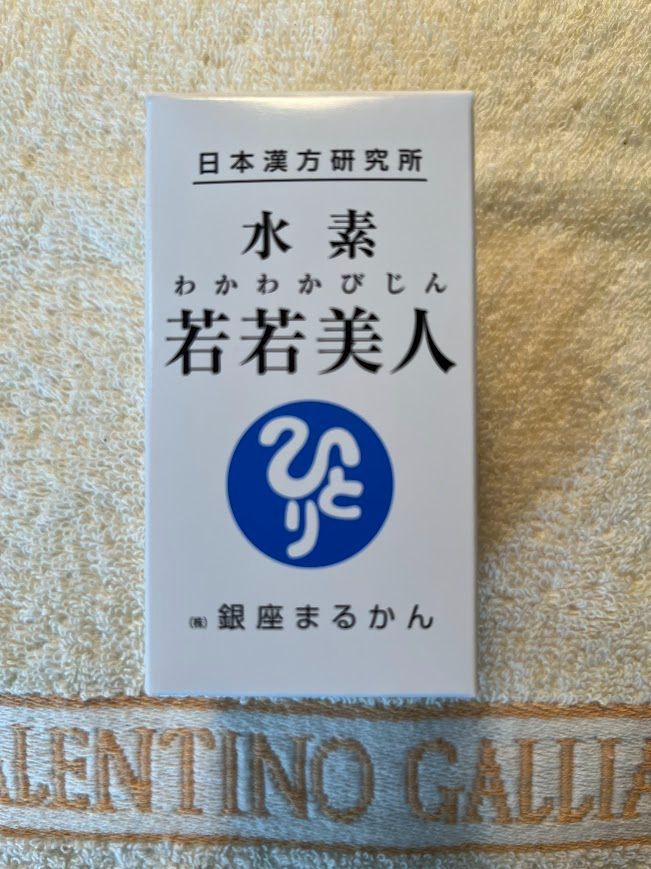 日本漢方研究所
水素
わかわかびじん
若若美人
ひとり
㈱銀座まるかん
ALENTINO GALLIA